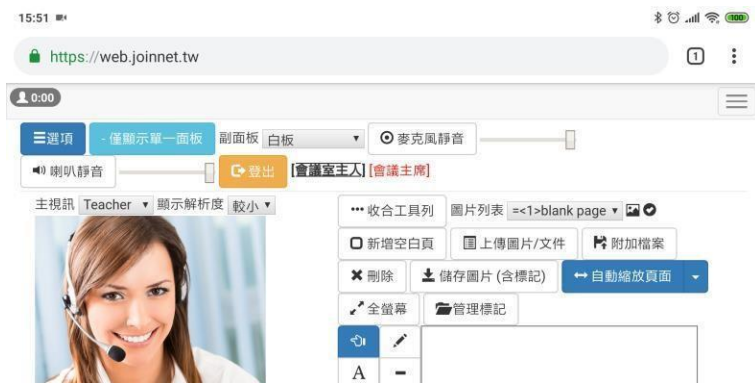 15:51
100
https://web.joinnet.tw
1
0:00
選項 - 僅顯示單一面板 副面板 白板 麥克風靜音
喇叭靜音 登出 [會議室主人] [會議主席]
主視訊 Teacher 顯示解析度 較小
收合工具列 圖片列表 =<1>blank page
新增空白頁 上傳圖片/文件 附加檔案
刪除 儲存圖片 (含標記) 自動縮放頁面
全螢幕 管理標記
A